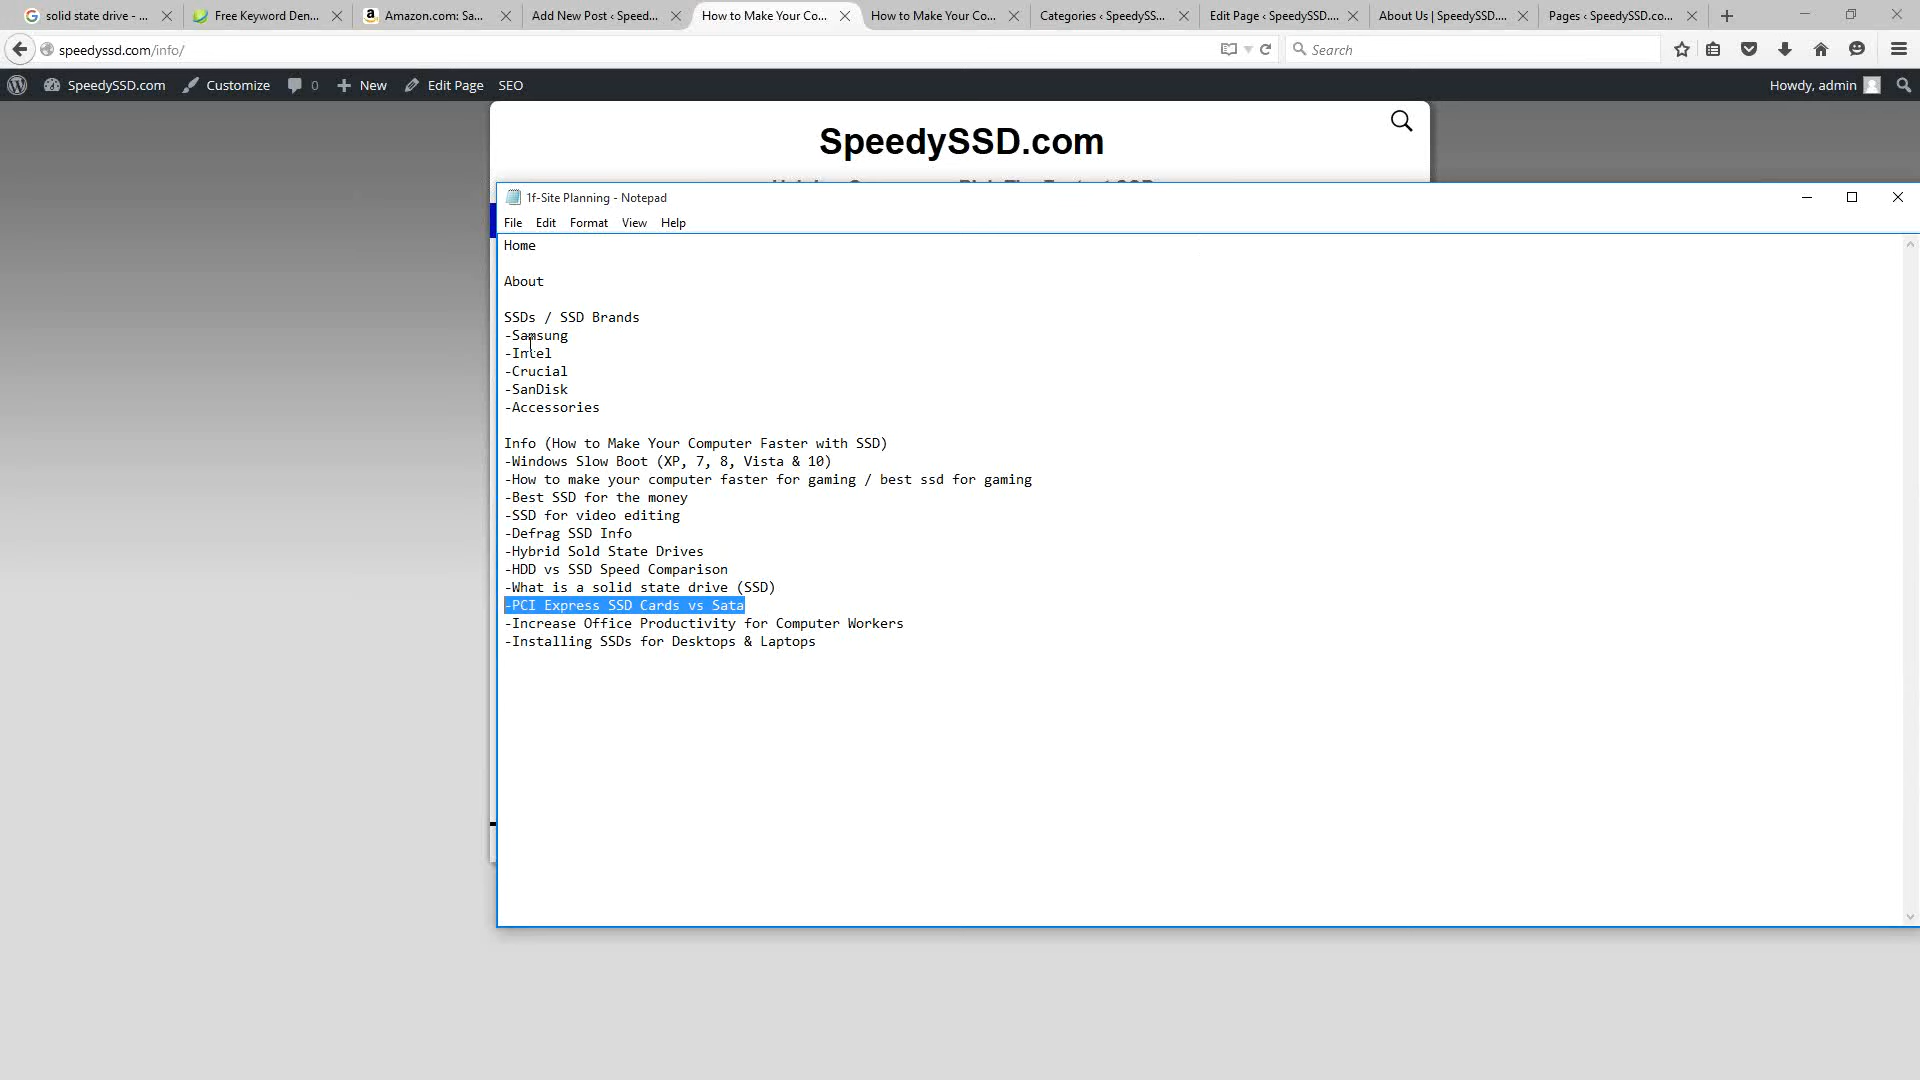 solid state drive - ...
Free Keyword Den...
Amazon.com: Sa...
Add New Post ‹ Speed...
How to Make Your Co...
How to Make Your Co...
Categories ‹ SpeedySS...
Edit Page ‹ SpeedySSD....
About Us | SpeedySSD....
Pages ‹ SpeedySSD.co...
speedyssd.com/info/
Search
SpeedySSD.com
Customize
0
New
Edit Page
SEO
Howdy, admin
SpeedySSD.com
1f-Site Planning - Notepad
File Edit Format View Help
Home
About
SSDs / SSD Brands
-Samsung
-Intel
-Crucial
-SanDisk
-Accessories
Info (How to Make Your Computer Faster with SSD)
-Windows Slow Boot (XP, 7, 8, Vista & 10)
-How to make your computer faster for gaming / best ssd for gaming
-Best SSD for the money
-SSD for video editing
-Defrag SSD Info
-Hybrid Sold State Drives
-HDD vs SSD Speed Comparison
-What is a solid state drive (SSD)
-PCI Express SSD Cards vs Sata
-Increase Office Productivity for Computer Workers
-Installing SSDs for Desktops & Laptops